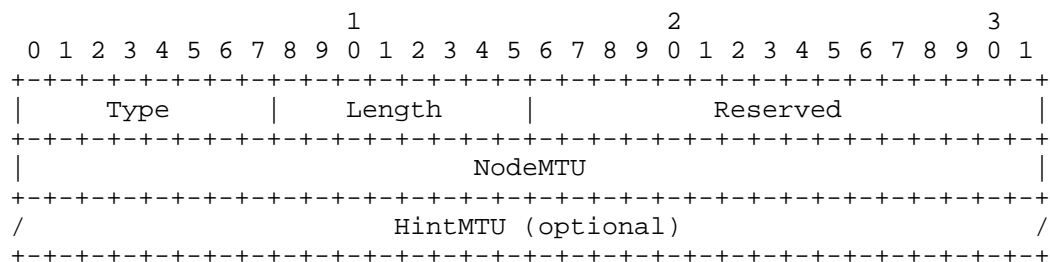 1                   2                   3
 0 1 2 3 4 5 6 7 8 9 0 1 2 3 4 5 6 7 8 9 0 1 2 3 4 5 6 7 8 9 0 1
+-+-+-+-+-+-+-+-+-+-+-+-+-+-+-+-+-+-+-+-+-+-+-+-+-+-+-+-+-+-+-+-+
|     Type      |    Length     |           Reserved            |
+-+-+-+-+-+-+-+-+-+-+-+-+-+-+-+-+-+-+-+-+-+-+-+-+-+-+-+-+-+-+-+-+
|                            NodeMTU                            |
+-+-+-+-+-+-+-+-+-+-+-+-+-+-+-+-+-+-+-+-+-+-+-+-+-+-+-+-+-+-+-+-+
/                       HintMTU (optional)                      /
+-+-+-+-+-+-+-+-+-+-+-+-+-+-+-+-+-+-+-+-+-+-+-+-+-+-+-+-+-+-+-+-+